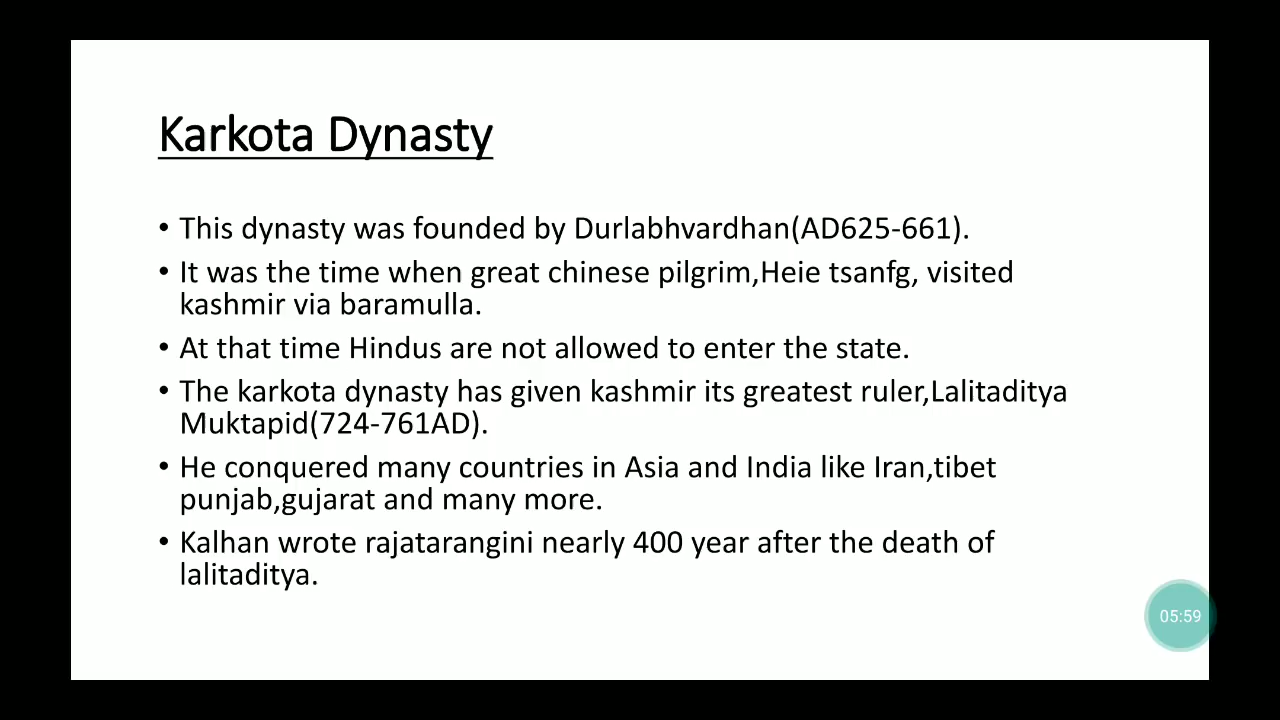 Karkota Dynasty
• This dynasty was founded by Durlabhvardhan(AD625-661).
• It was the time when great chinese pilgrim,Heie tsanfg, visited
kashmir via baramulla.
• At that time Hindus are not allowed to enter the state.
• The karkota dynasty has given kashmir its greatest ruler,Lalitaditya
Muktapid(724-761AD).
• He conquered many countries in Asia and India like Iran,tibet
punjab,gujarat and many more.
• Kalhan wrote rajatarangini nearly 400 year after the death of
lalitaditya.
05:59